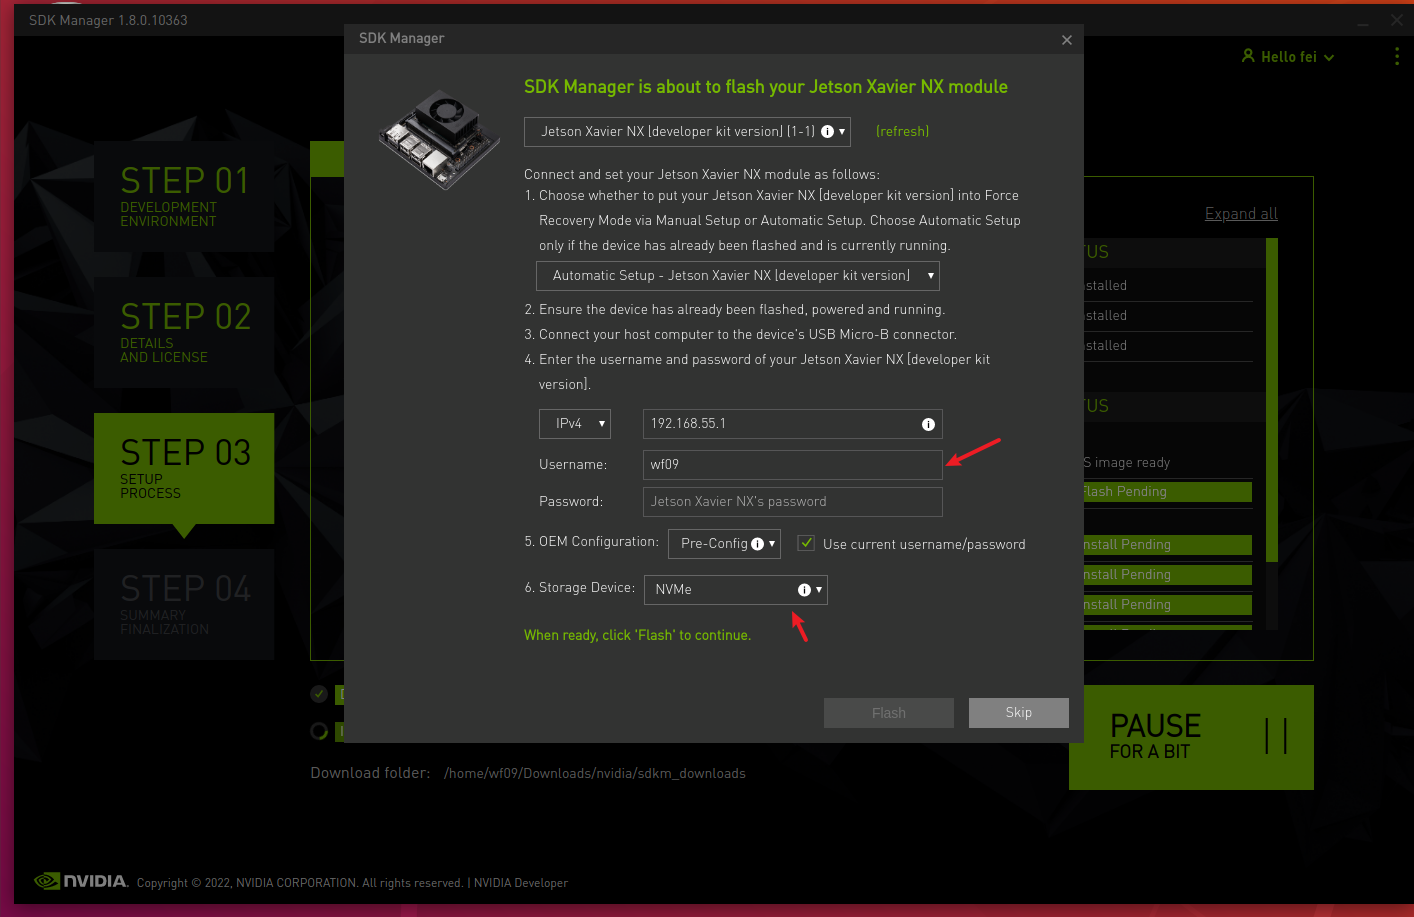 SDK Manager 1.8.0.10363
SDK Manager
Hello fei
SDK Manager is about to flash your Jetson Xavier NX module
Jetson Xavier NX [developer kit version] (1-1)
(refresh)
Connect and set your Jetson Xavier NX module as follows:
1. Choose whether to put your Jetson Xavier NX [developer kit version] into Force
Recovery Mode via Manual Setup or Automatic Setup. Choose Automatic Setup
only if the device has already been flashed and is currently running.
Automatic Setup - Jetson Xavier NX [developer kit version]
2. Ensure the device has already been flashed, powered and running.
3. Connect your host computer to the device's USB Micro-B connector.
4. Enter the username and password of your Jetson Xavier NX [developer kit
version].
IPv4
192.168.55.1
Username:
wf09
Password:
Jetson Xavier NX's password
5. OEM Configuration:
Pre-Config
Use current username/password
6. Storage Device:
NVMe
When ready, click 'Flash' to continue.
Flash
Skip
STEP 01
DEVELOPMENT
ENVIRONMENT
STEP 02
DETAILS
AND LICENSE
STEP 03
SETUP
PROCESS
STEP 04
SUMMARY
FINALIZATION
Expand all
TUS
stalled
stalled
stalled
TUS
S image ready
Flash Pending
nstall Pending
nstall Pending
nstall Pending
PAUSE
FOR A BIT
Download folder: /home/wf09/Downloads/nvidia/sdkm_downloads
NVIDIA. Copyright © 2022, NVIDIA CORPORATION. All rights reserved. | NVIDIA Developer